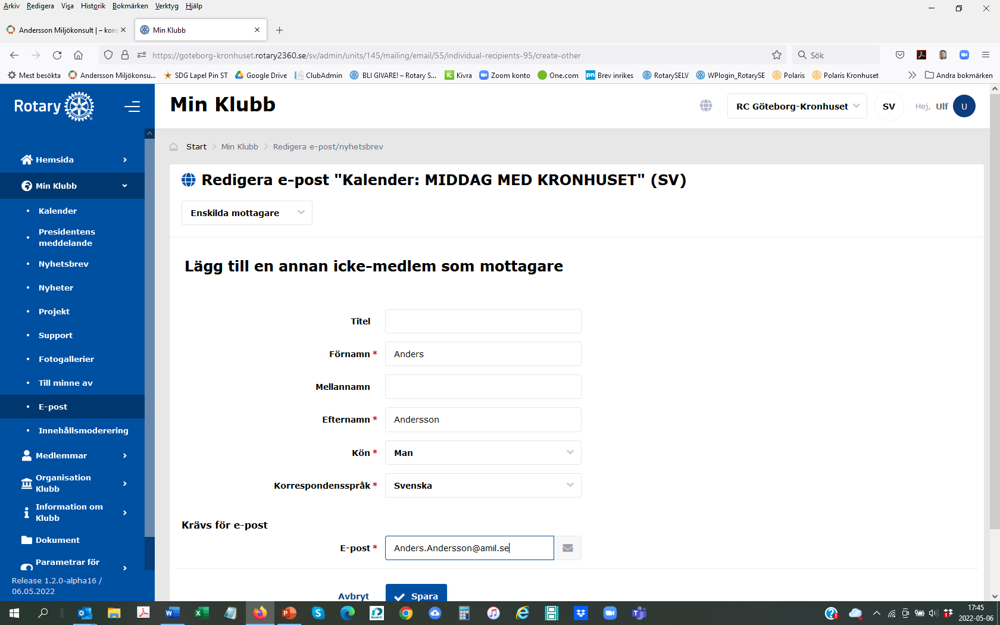 Arkiv Redigera Visa Historik Bokmärken Verktyg Hjälp
Andersson Miljökonsult | – kons
Min Klubb
https://goteborg-kronhuset.rotary2360.se/sv/admin/units/145/mailing/email/55/individual-recipients-95/create-other
Sök
Mest besökta Andersson Miljökonsu... SDG Lapel Pin ST Google Drive ClubAdmin BLI GIVARE! – Rotary S... Kivra Zoom konto One.com Brev inrikes RotarySELV WPlogin_RotarySE Polaris Polaris Kronhuset Andra bokmärken
Rotary
Min Klubb
RC Göteborg-Kronhuset
SV
Hej, Ulf
U
Hemsida
Min Klubb
Kalender
Presidentens
meddelande
Nyhetsbrev
Nyheter
Projekt
Support
Fotogallerier
Till minne av
E-post
Innehållsmoderering
Medlemmar
Organisation
Klubb
Information om
Klubb
Dokument
Parametrar för
Release 1.2.0-alpha16 /
06.05.2022
Start Min Klubb Redigera e-post/nyhetsbrev
Redigera e-post "Kalender: MIDDAG MED KRONHUSET" (SV)
Enskilda mottagare
Lägg till en annan icke-medlem som mottagare
Titel
Förnamn * Anders
Mellannamn
Efternamn * Andersson
Kön * Man
Korrespondensspråk * Svenska
Krävs för e-post
E-post * Anders.Andersson@amil.se
Avbryt Spara
17:45
2022-05-06